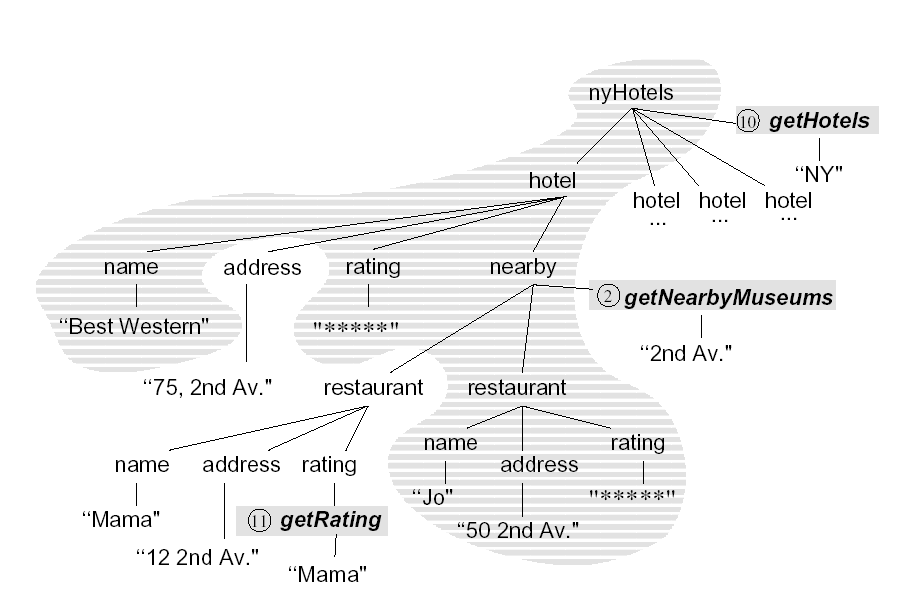 nyHotels
10 getHotels
"NY"
hotel
hotel hotel hotel
... ... ...
name address rating nearby
2 getNearbyMuseums
"Best Western" "*****"
"2nd Av."
"75, 2nd Av." restaurant restaurant
name rating
name address rating address
"Jo" "*****"
"Mama" 11 getRating
"50 2nd Av."
"12 2nd Av."
"Mama"